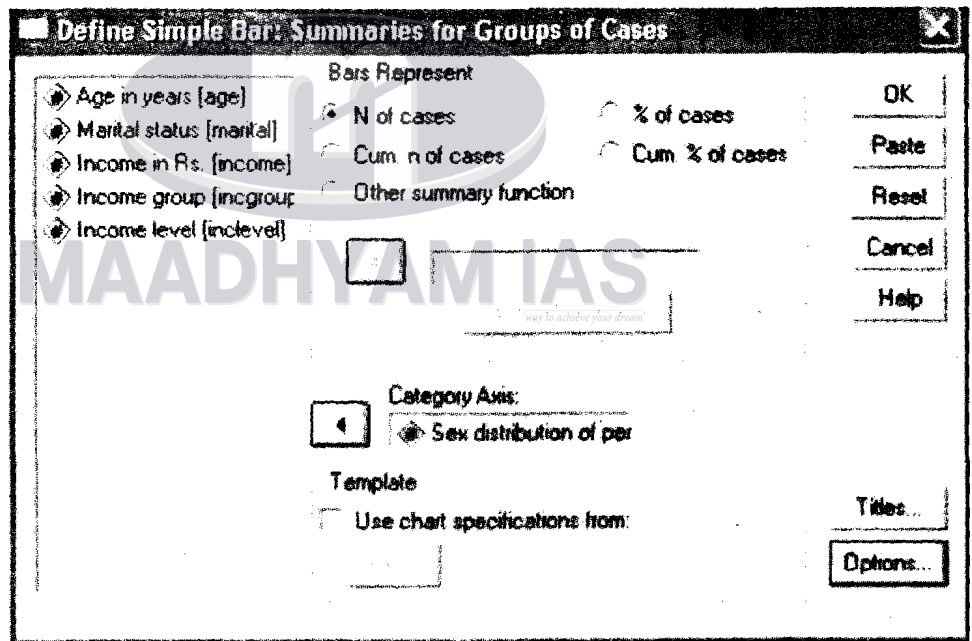 Define Simple Bar: Summaries for Groups of Cases
Age in years [age]
Marital status [marital]
Income in Rs. [income]
Income group [incgroup
Income level [inclevel]
Bars Represent
N of cases
% of cases
Cum. n of cases
Cum. % of cases
Other summary function
OK
Paste
Reset
Cancel
Help
MAADHYAM IAS
'way to achieve your dream'
Category Axis:
Sex distribution of per
Template
Use chart specifications from:
Titles...
Options...